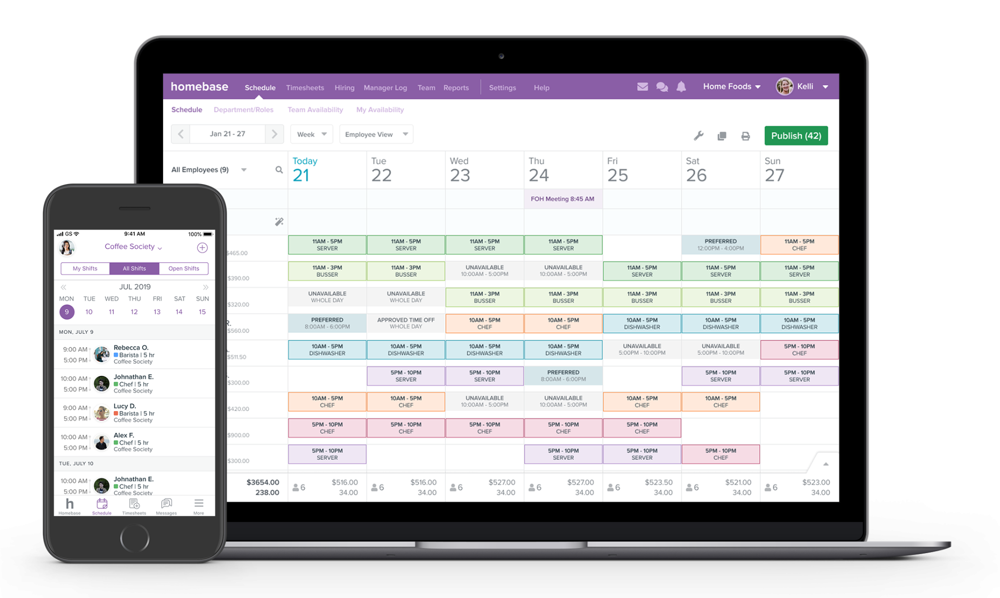 homebase Schedule Timesheets Hiring Manager Log Team Reports Settings Help Home Foods Kelli
Schedule Department/Roles Team Availability My Availability
Jan 21 - 27 Week Employee View Publish (42)
All Employees (9)
Today Tue Wed Thu Fri Sat Sun
21 22 23 24 25 26 27
FOH Meeting 8:45 AM
11AM - 5PM 11AM - 5PM 11AM - 5PM 11AM - 5PM PREFERRED 11AM - 5PM
SERVER SERVER SERVER SERVER 12:00PM - 4:00PM CHEF
$465.00
11AM - 3PM 11AM - 3PM UNAVAILABLE UNAVAILABLE 11AM - 5PM 11AM - 5PM 11AM - 5PM
BUSSER BUSSER 10:00AM - 5:00PM 10:00AM - 5:00PM SERVER SERVER SERVER
$390.00
UNAVAILABLE UNAVAILABLE 11AM - 3PM 11AM - 3PM 11AM - 3PM 11AM - 3PM 11AM - 3PM
WHOLE DAY WHOLE DAY BUSSER BUSSER BUSSER BUSSER BUSSER
$320.00
R. PREFERRED APPROVED TIME OFF 10AM - 5PM 10AM - 5PM 10AM - 5PM 10AM - 5PM 10AM - 5PM
8:00AM - 6:00PM WHOLE DAY CHEF CHEF DISHWASHER DISHWASHER DISHWASHER
$560.00
10AM - 5PM 10AM - 5PM 10AM - 5PM 10AM - 5PM UNAVAILABLE UNAVAILABLE 5PM - 10PM
DISHWASHER DISHWASHER DISHWASHER DISHWASHER 5:00PM - 10:00PM 5:00PM - 10:00PM CHEF
$511.50
5PM - 10PM 5PM - 10PM PREFERRED 5PM - 10PM 5PM - 10PM
SERVER SERVER 8:00AM - 6:00PM SERVER SERVER
$300.00
10AM - 5PM 10AM - 5PM UNAVAILABLE UNAVAILABLE 10AM - 5PM 10AM - 5PM
CHEF CHEF 10:00AM - 5:00PM 10:00AM - 5:00PM CHEF CHEF
$420.00
5PM - 10PM 5PM - 10PM 5PM - 10PM 5PM - 10PM 5PM - 10PM
CHEF CHEF CHEF CHEF CHEF
$900.00
5PM - 10PM 5PM - 10PM 5PM - 10PM 5PM - 10PM
SERVER SERVER SERVER CHEF
$300.00
$3654.00 6 $516.00 6 $516.00 6 $527.00 6 $527.00 6 $523.50 6 $521.00 6 $523.00
238.00 34.00 34.00 34.00 34.00 34.00 34.00 34.00
GS 9:41 AM 100%
Coffee Society
My Shifts All Shifts Open Shifts
« JUL 2019 »
MON TUE WED THU FRI SAT SUN
9 10 11 12 13 14 15
MON, JULY 9
9:00 AM Rebecca O.
5:00 PM Barista | 5 hr
Coffee Society
10:00 AM Johnathan E.
5:00 PM Chef | 5 hr
Coffee Society
9:00 AM Lucy D.
5:00 PM Barista | 5 hr
Coffee Society
10:00 AM Alex F.
5:00 PM Chef | 5 hr
Coffee Society
TUE, JULY 10
10:00 AM Johnathan E.
5:00 PM Chef | 5 hr
Coffee Society
h
Homebase Schedule Timesheets Messages More